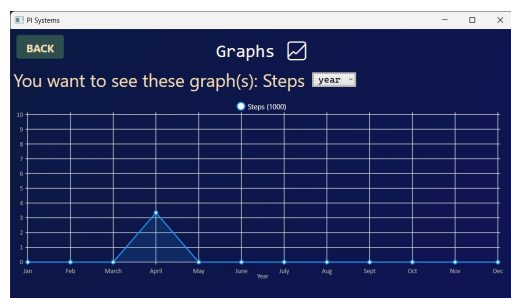 PI Systems
BACK
Graphs
You want to see these graph(s): Steps year
Steps (1000)
10
9
8
7
6
5
4
3
2
1
0
Jan Feb March April May June July Aug Sept Oct Nov Dec
Year